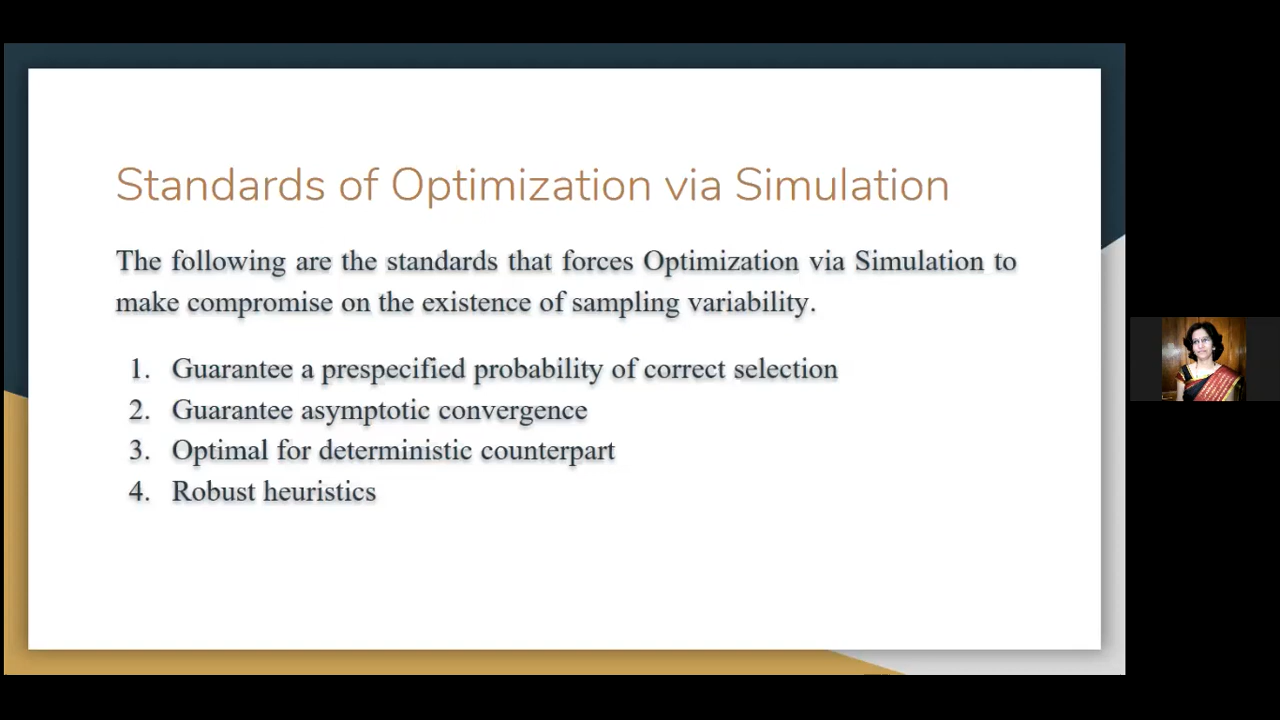 Standards of Optimization via Simulation
The following are the standards that forces Optimization via Simulation to
make compromise on the existence of sampling variability.
1. Guarantee a prespecified probability of correct selection
2. Guarantee asymptotic convergence
3. Optimal for deterministic counterpart
4. Robust heuristics